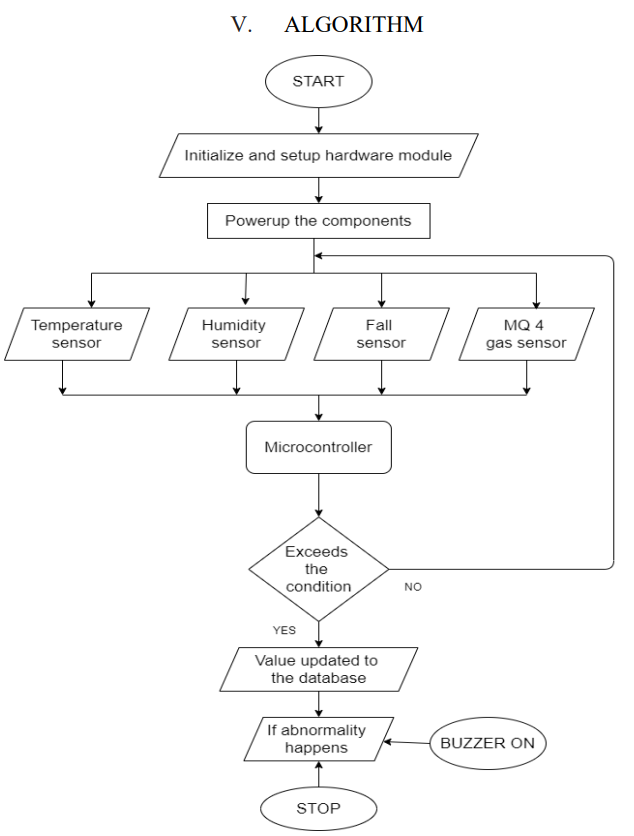 V. ALGORITHM
START
Initialize and setup hardware module
Powerup the components
Temperature
sensor
Humidity
sensor
Fall
sensor
MQ 4
gas sensor
Microcontroller
Exceeds
the
condition
NO
YES
Value updated to
the database
If abnormality
happens
BUZZER ON
STOP